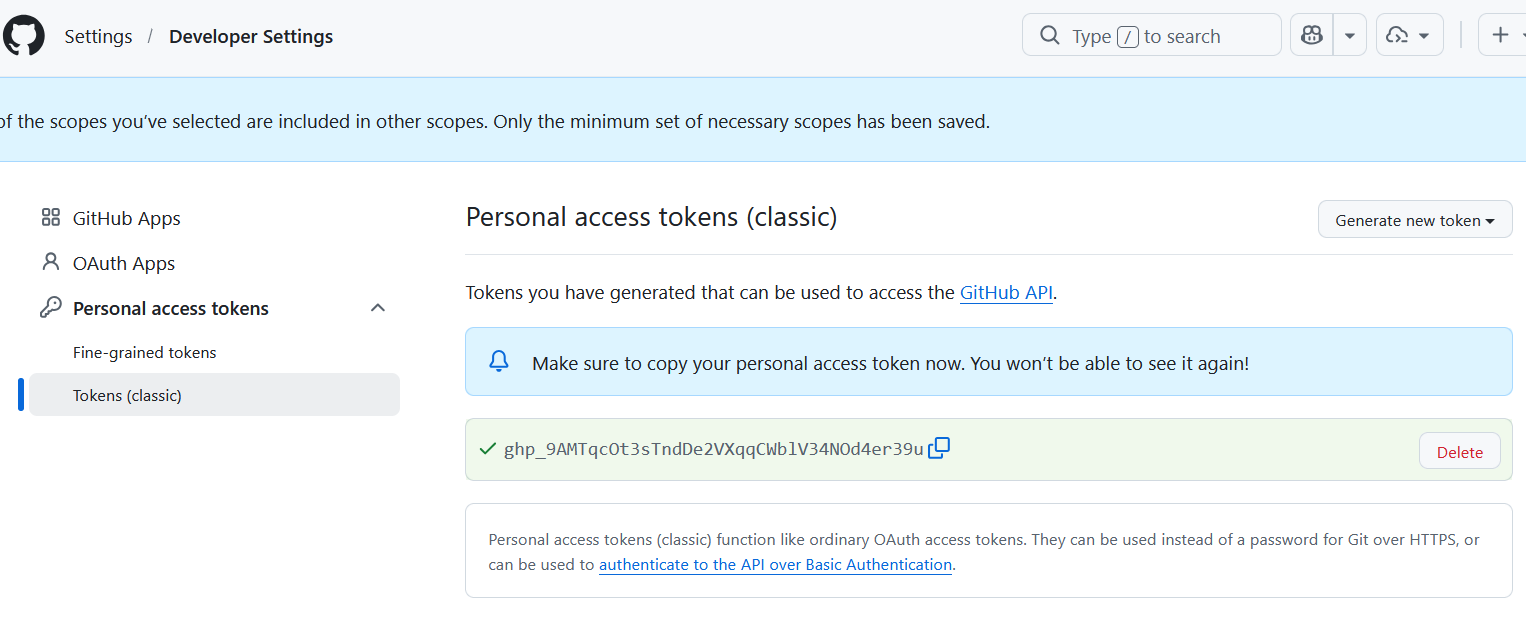 Settings / Developer Settings
Type / to search
of the scopes you've selected are included in other scopes. Only the minimum set of necessary scopes has been saved.
GitHub Apps
OAuth Apps
Personal access tokens
Fine-grained tokens
Tokens (classic)
Personal access tokens (classic)
Generate new token
Tokens you have generated that can be used to access the GitHub API.
Make sure to copy your personal access token now. You won't be able to see it again!
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
Delete
Personal access tokens (classic) function like ordinary OAuth access tokens. They can be used instead of a password for Git over HTTPS, or
can be used to authenticate to the API over Basic Authentication.